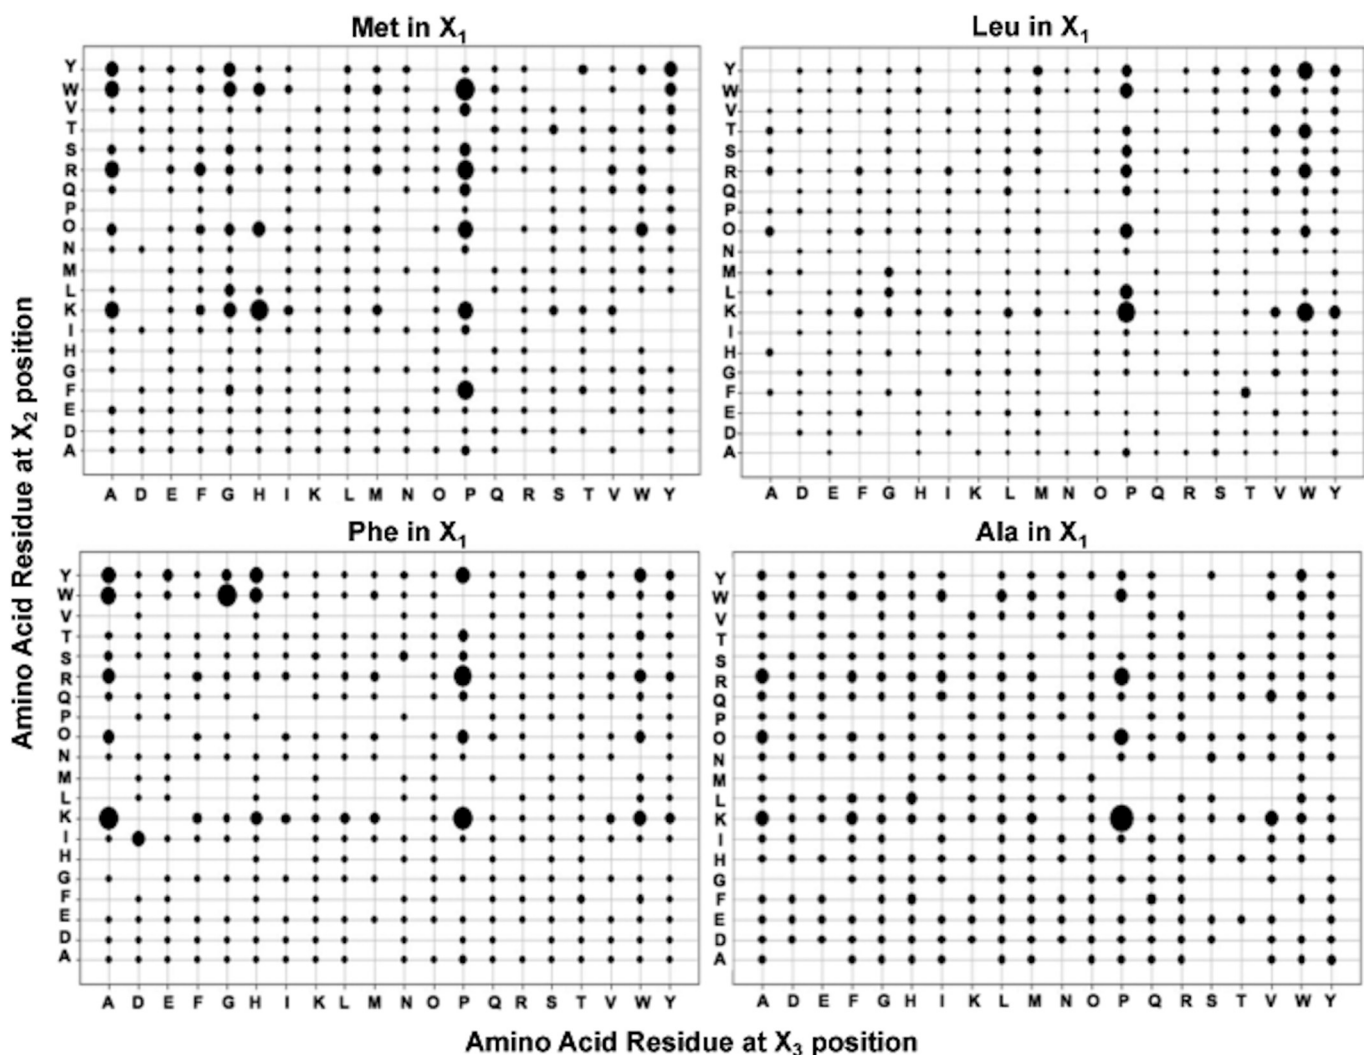 Met in X1
Leu in X1
Y
W
V
T
S
R
Q
P
O
N
M
L
K
I
H
G
F
E
D
A
A D E F G H I K L M N O P Q R S T V W Y
Y
W
V
T
S
R
Q
P
O
N
M
L
K
I
H
G
F
E
D
A
A D E F G H I K L M N O P Q R S T V W Y
Phe in X1
Ala in X1
Y
W
V
T
S
R
Q
P
O
N
M
L
K
I
H
G
F
E
D
A
A D E F G H I K L M N O P Q R S T V W Y
Y
W
V
T
S
R
Q
P
O
N
M
L
K
I
H
G
F
E
D
A
A D E F G H I K L M N O P Q R S T V W Y
Amino Acid Residue at X2 position
Amino Acid Residue at X3 position